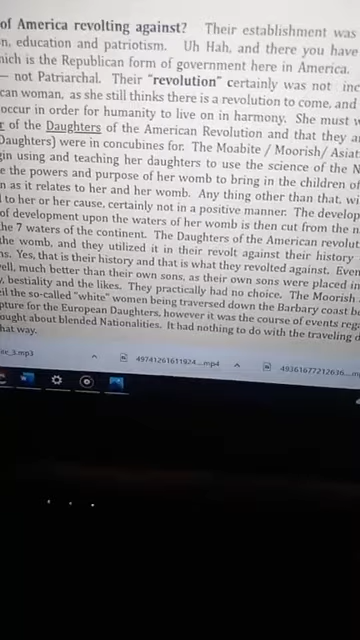 of America revolting against? Their establishment was
n, education and patriotism. Uh Hah, and there you have
hich is the Republican form of government here in America.
— not Patriarchal. Their "revolution" certainly was not inc
can woman, as she still thinks there is a revolution to come, and
occur in order for humanity to live on in harmony. She must w
r of the Daughters of the American Revolution and that they ar
Daughters) were in concubines for. The Moabite / Moorish/ Asiat
gin using and teaching her daughters to use the science of the N
e the powers and purpose of her womb to bring in the children of
n as it relates to her and her womb. Any thing other than that, wi
l to her or her cause, certainly not in a positive manner. The develop
of development upon the waters of her womb is then cut from the n
the 7 waters of the continent. The Daughters of the American revolut
the womb, and they utilized it in their revolt against their history
ns. Yes, that is their history and that is what they revolted against. Even
ell, much better than their own sons, as their own sons were placed in
y, bestiality and the likes. They practically had no choice. The Moorish
il the so-called "white" women being traversed down the Barbary coast be
pture for the European Daughters, however it was the course of events rega
ought about blended Nationalities. It had nothing to do with the traveling d
hat way.
ite_3.mp3
49741261611924....mp4
49361677212636....m